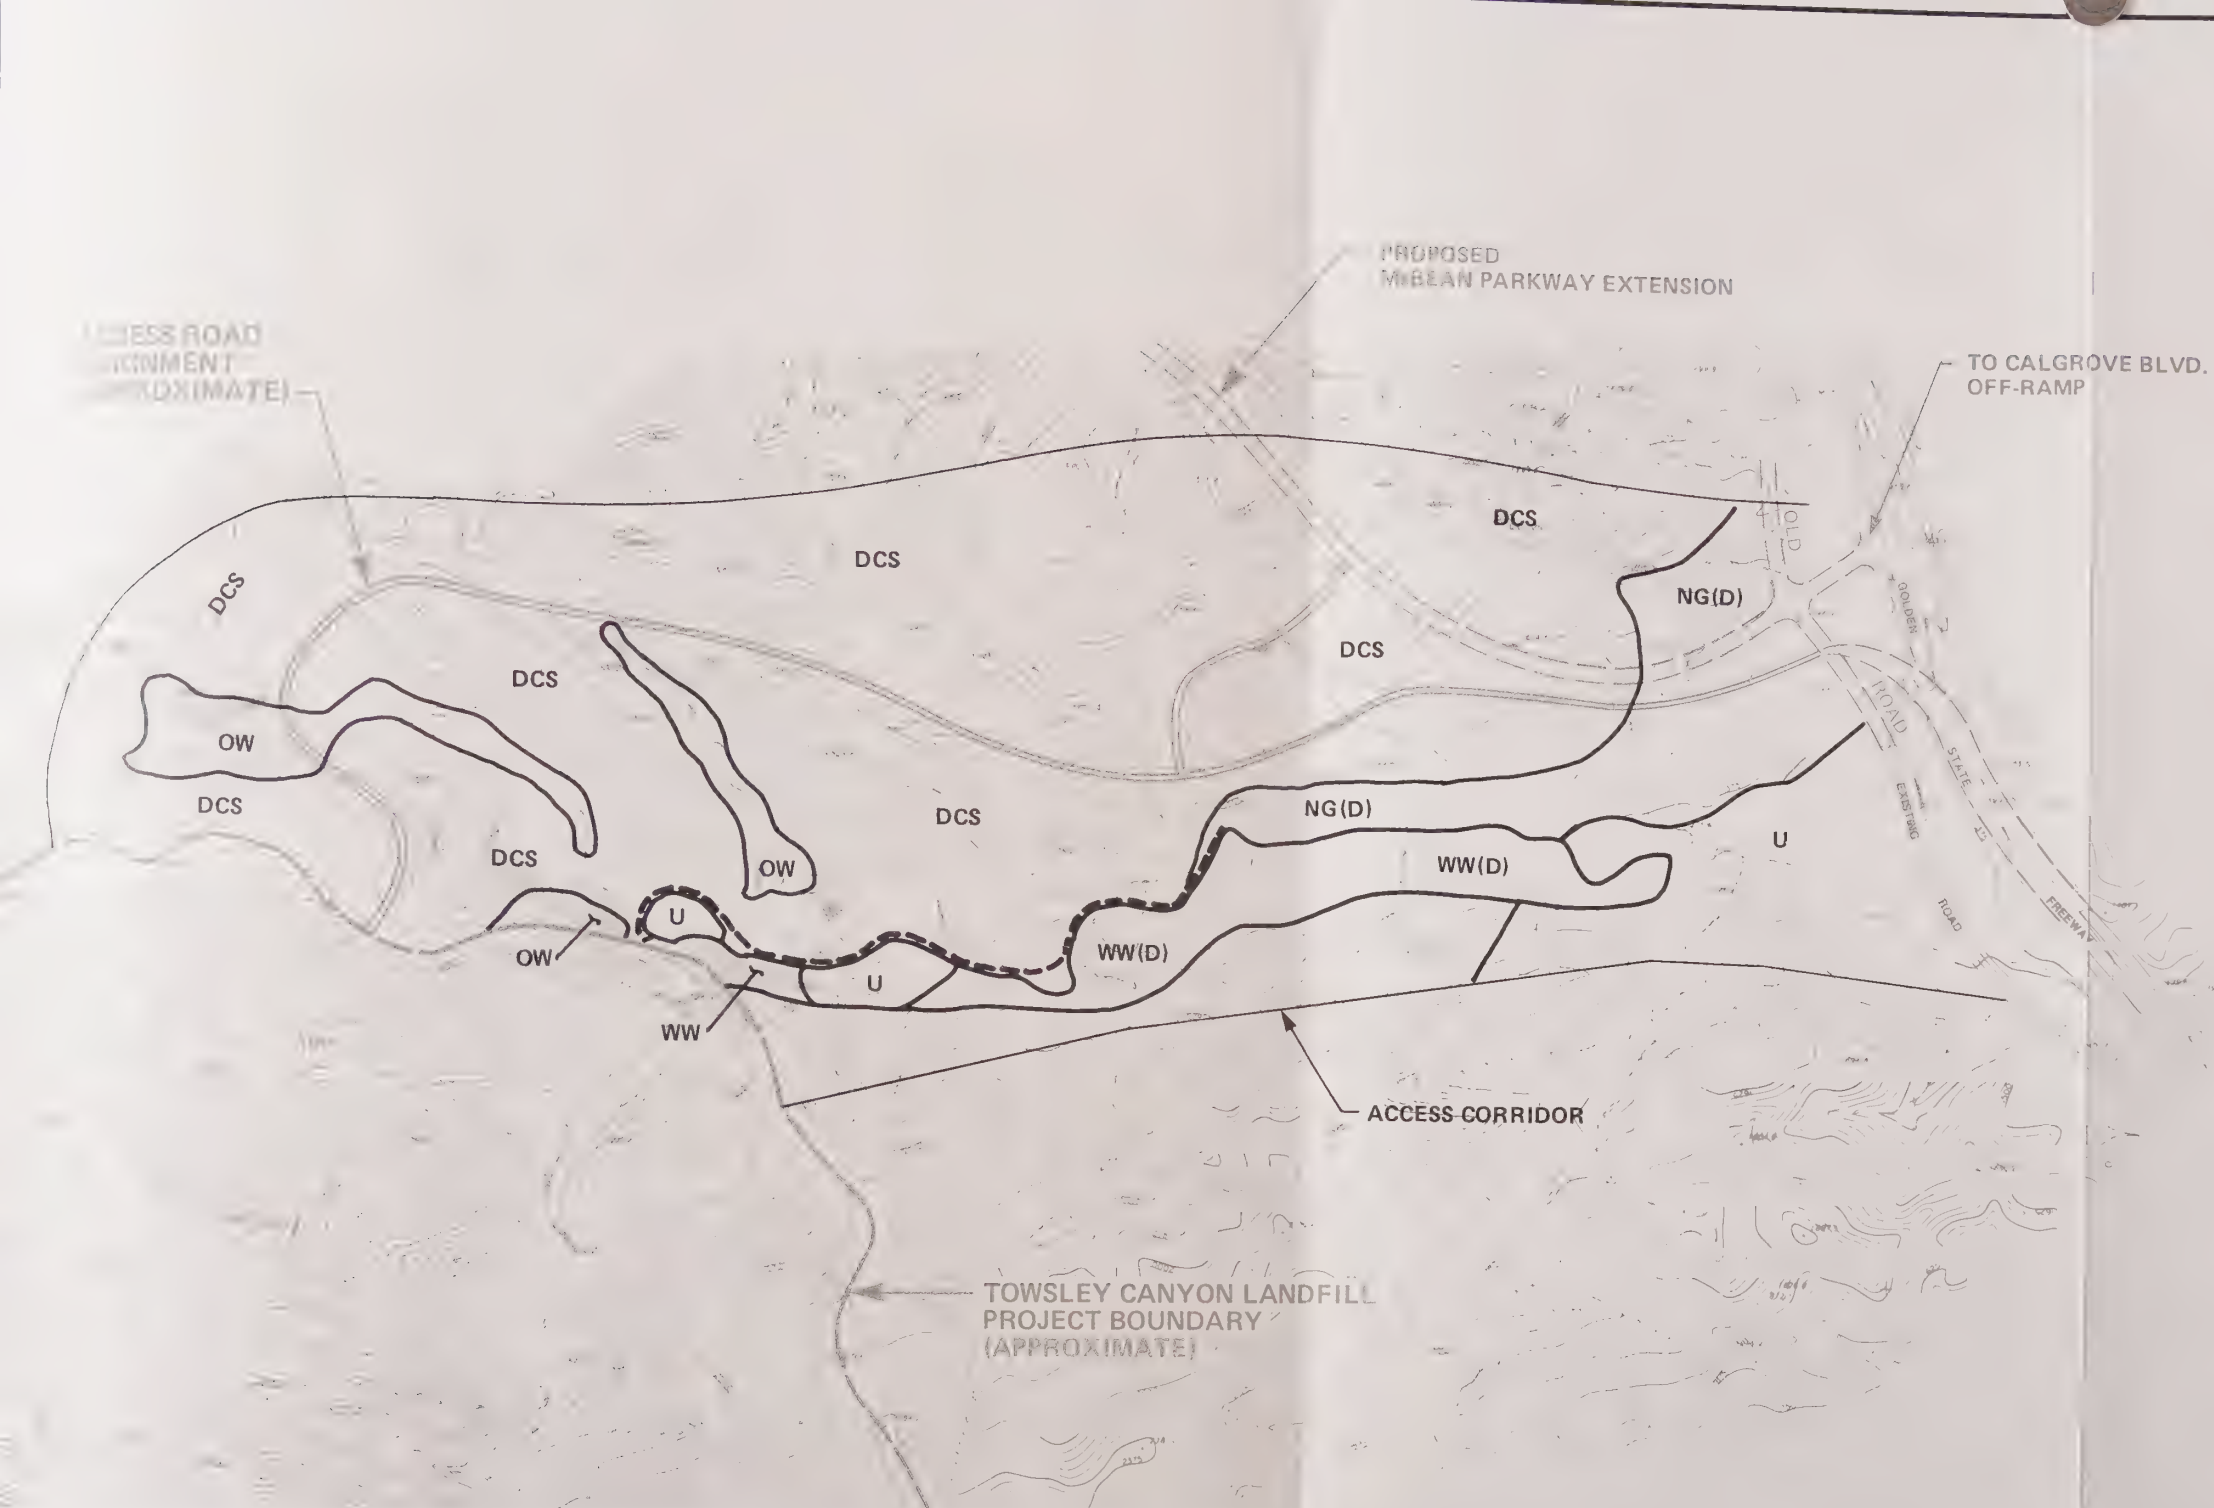 PROPOSED
McBEAN PARKWAY EXTENSION
ROAD
TO CALGROVE BLVD.
OFF-RAMP
DCS
OLD
DCS
DCS
NG(D)
GOLDEN
DCS
DCS
ROAD
OW
STATE
DCS
NG(D)
EXISTING
DCS
U
DCS
WW(D)
OW
U
ROAD
FREEWAY
OW
WW(D)
U
WW
ACCESS CORRIDOR
TOWSLEY CANYON LANDFILL
PROJECT BOUNDARY
(APPROXIMATE)